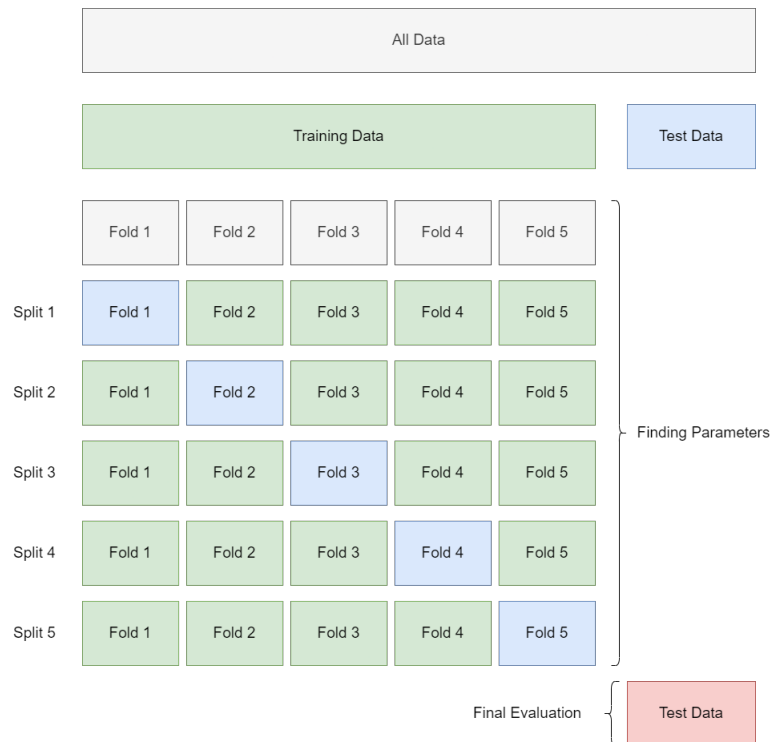 All Data
Training Data Test Data
Fold 1 Fold 2 Fold 3 Fold 4 Fold 5
Split 1 Fold 1 Fold 2 Fold 3 Fold 4 Fold 5
Split 2 Fold 1 Fold 2 Fold 3 Fold 4 Fold 5
Finding Parameters
Split 3 Fold 1 Fold 2 Fold 3 Fold 4 Fold 5
Split 4 Fold 1 Fold 2 Fold 3 Fold 4 Fold 5
Split 5 Fold 1 Fold 2 Fold 3 Fold 4 Fold 5
Final Evaluation Test Data